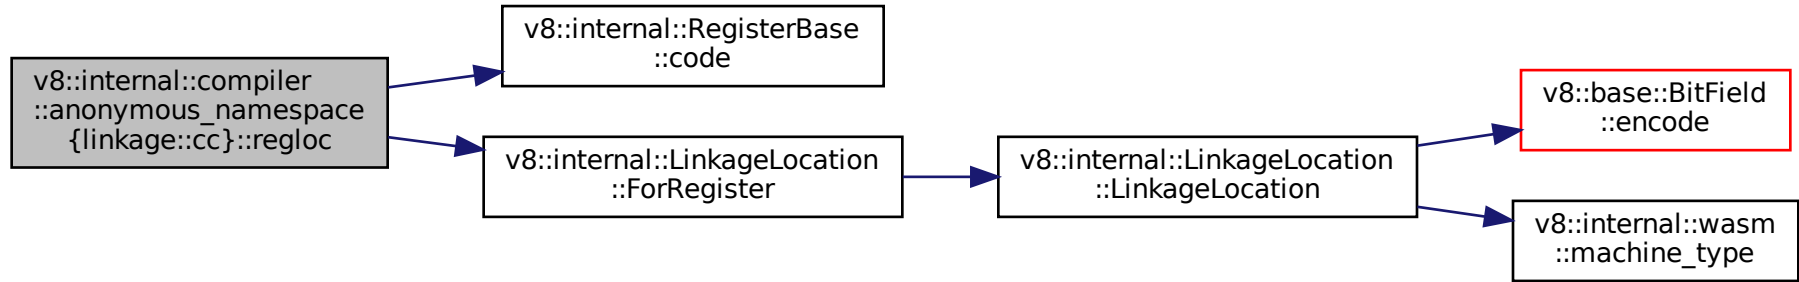 v8::internal::compiler
::anonymous_namespace
{linkage::cc}::regloc
v8::internal::RegisterBase
::code
v8::internal::LinkageLocation
::ForRegister
v8::internal::LinkageLocation
::LinkageLocation
v8::base::BitField
::encode
v8::internal::wasm
::machine_type